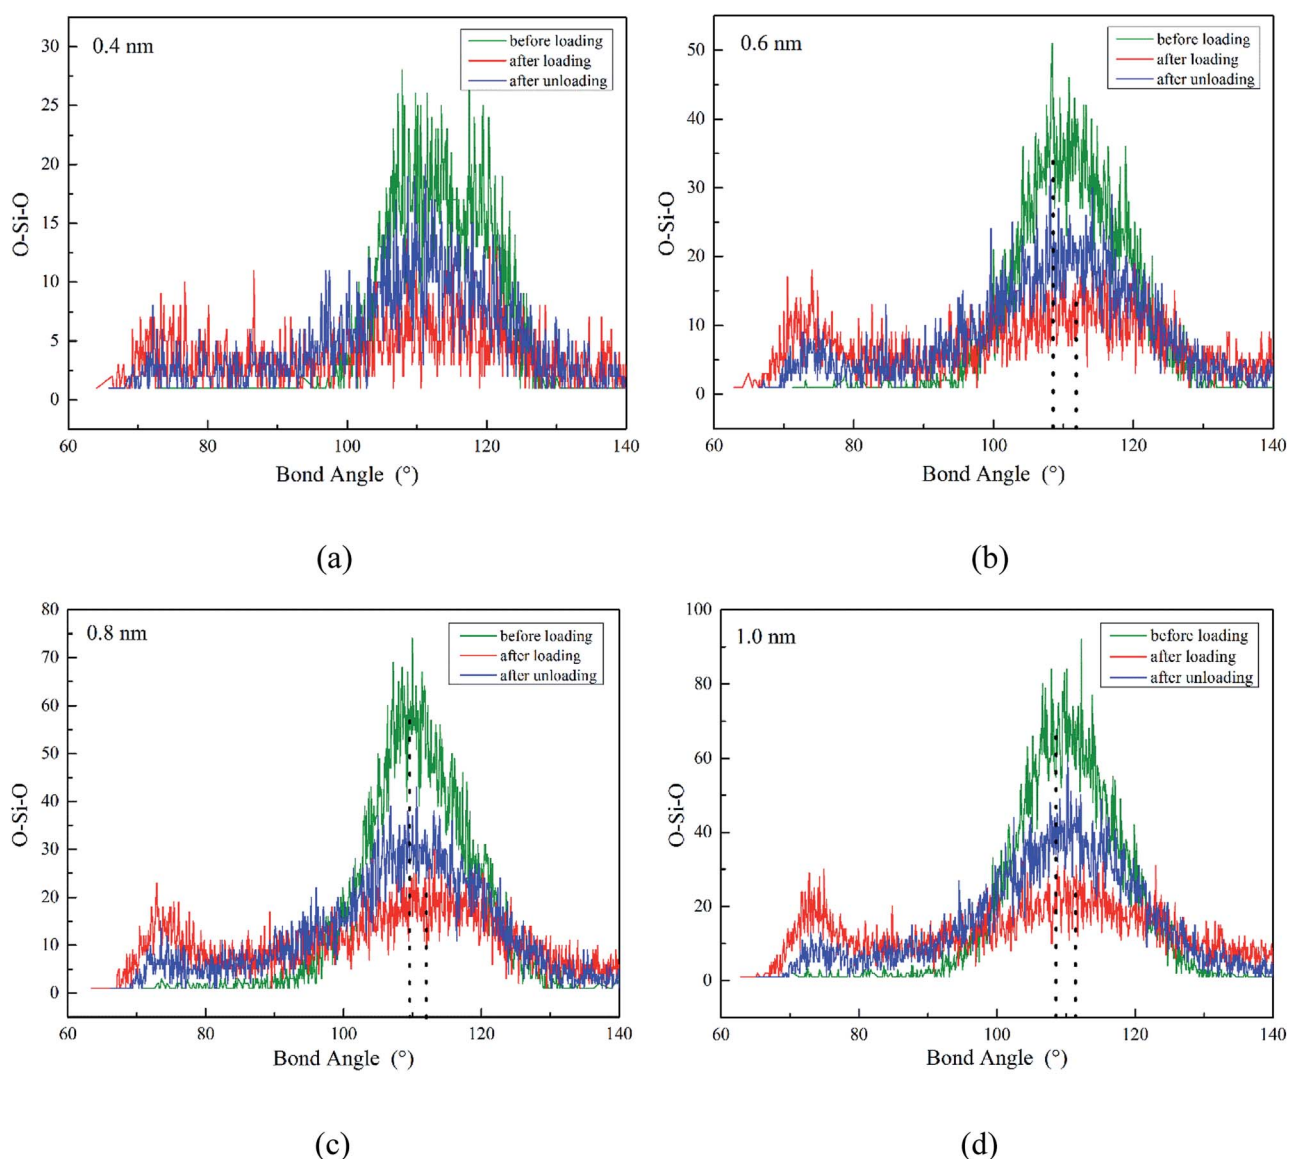 0.4 nm
before loading
after loading
after unloading
30
25
20
15
10
5
0
O-Si-O
60 80 100 120 140
Bond Angle (°)
(a)
0.6 nm
before loading
after loading
after unloading
50
40
30
20
10
0
O-Si-O
60 80 100 120 140
Bond Angle (°)
(b)
0.8 nm
before loading
after loading
after unloading
80
70
60
50
40
30
20
10
0
O-Si-O
60 80 100 120 140
Bond Angle (°)
(c)
1.0 nm
before loading
after loading
after unloading
100
80
60
40
20
0
O-Si-O
60 80 100 120 140
Bond Angle (°)
(d)